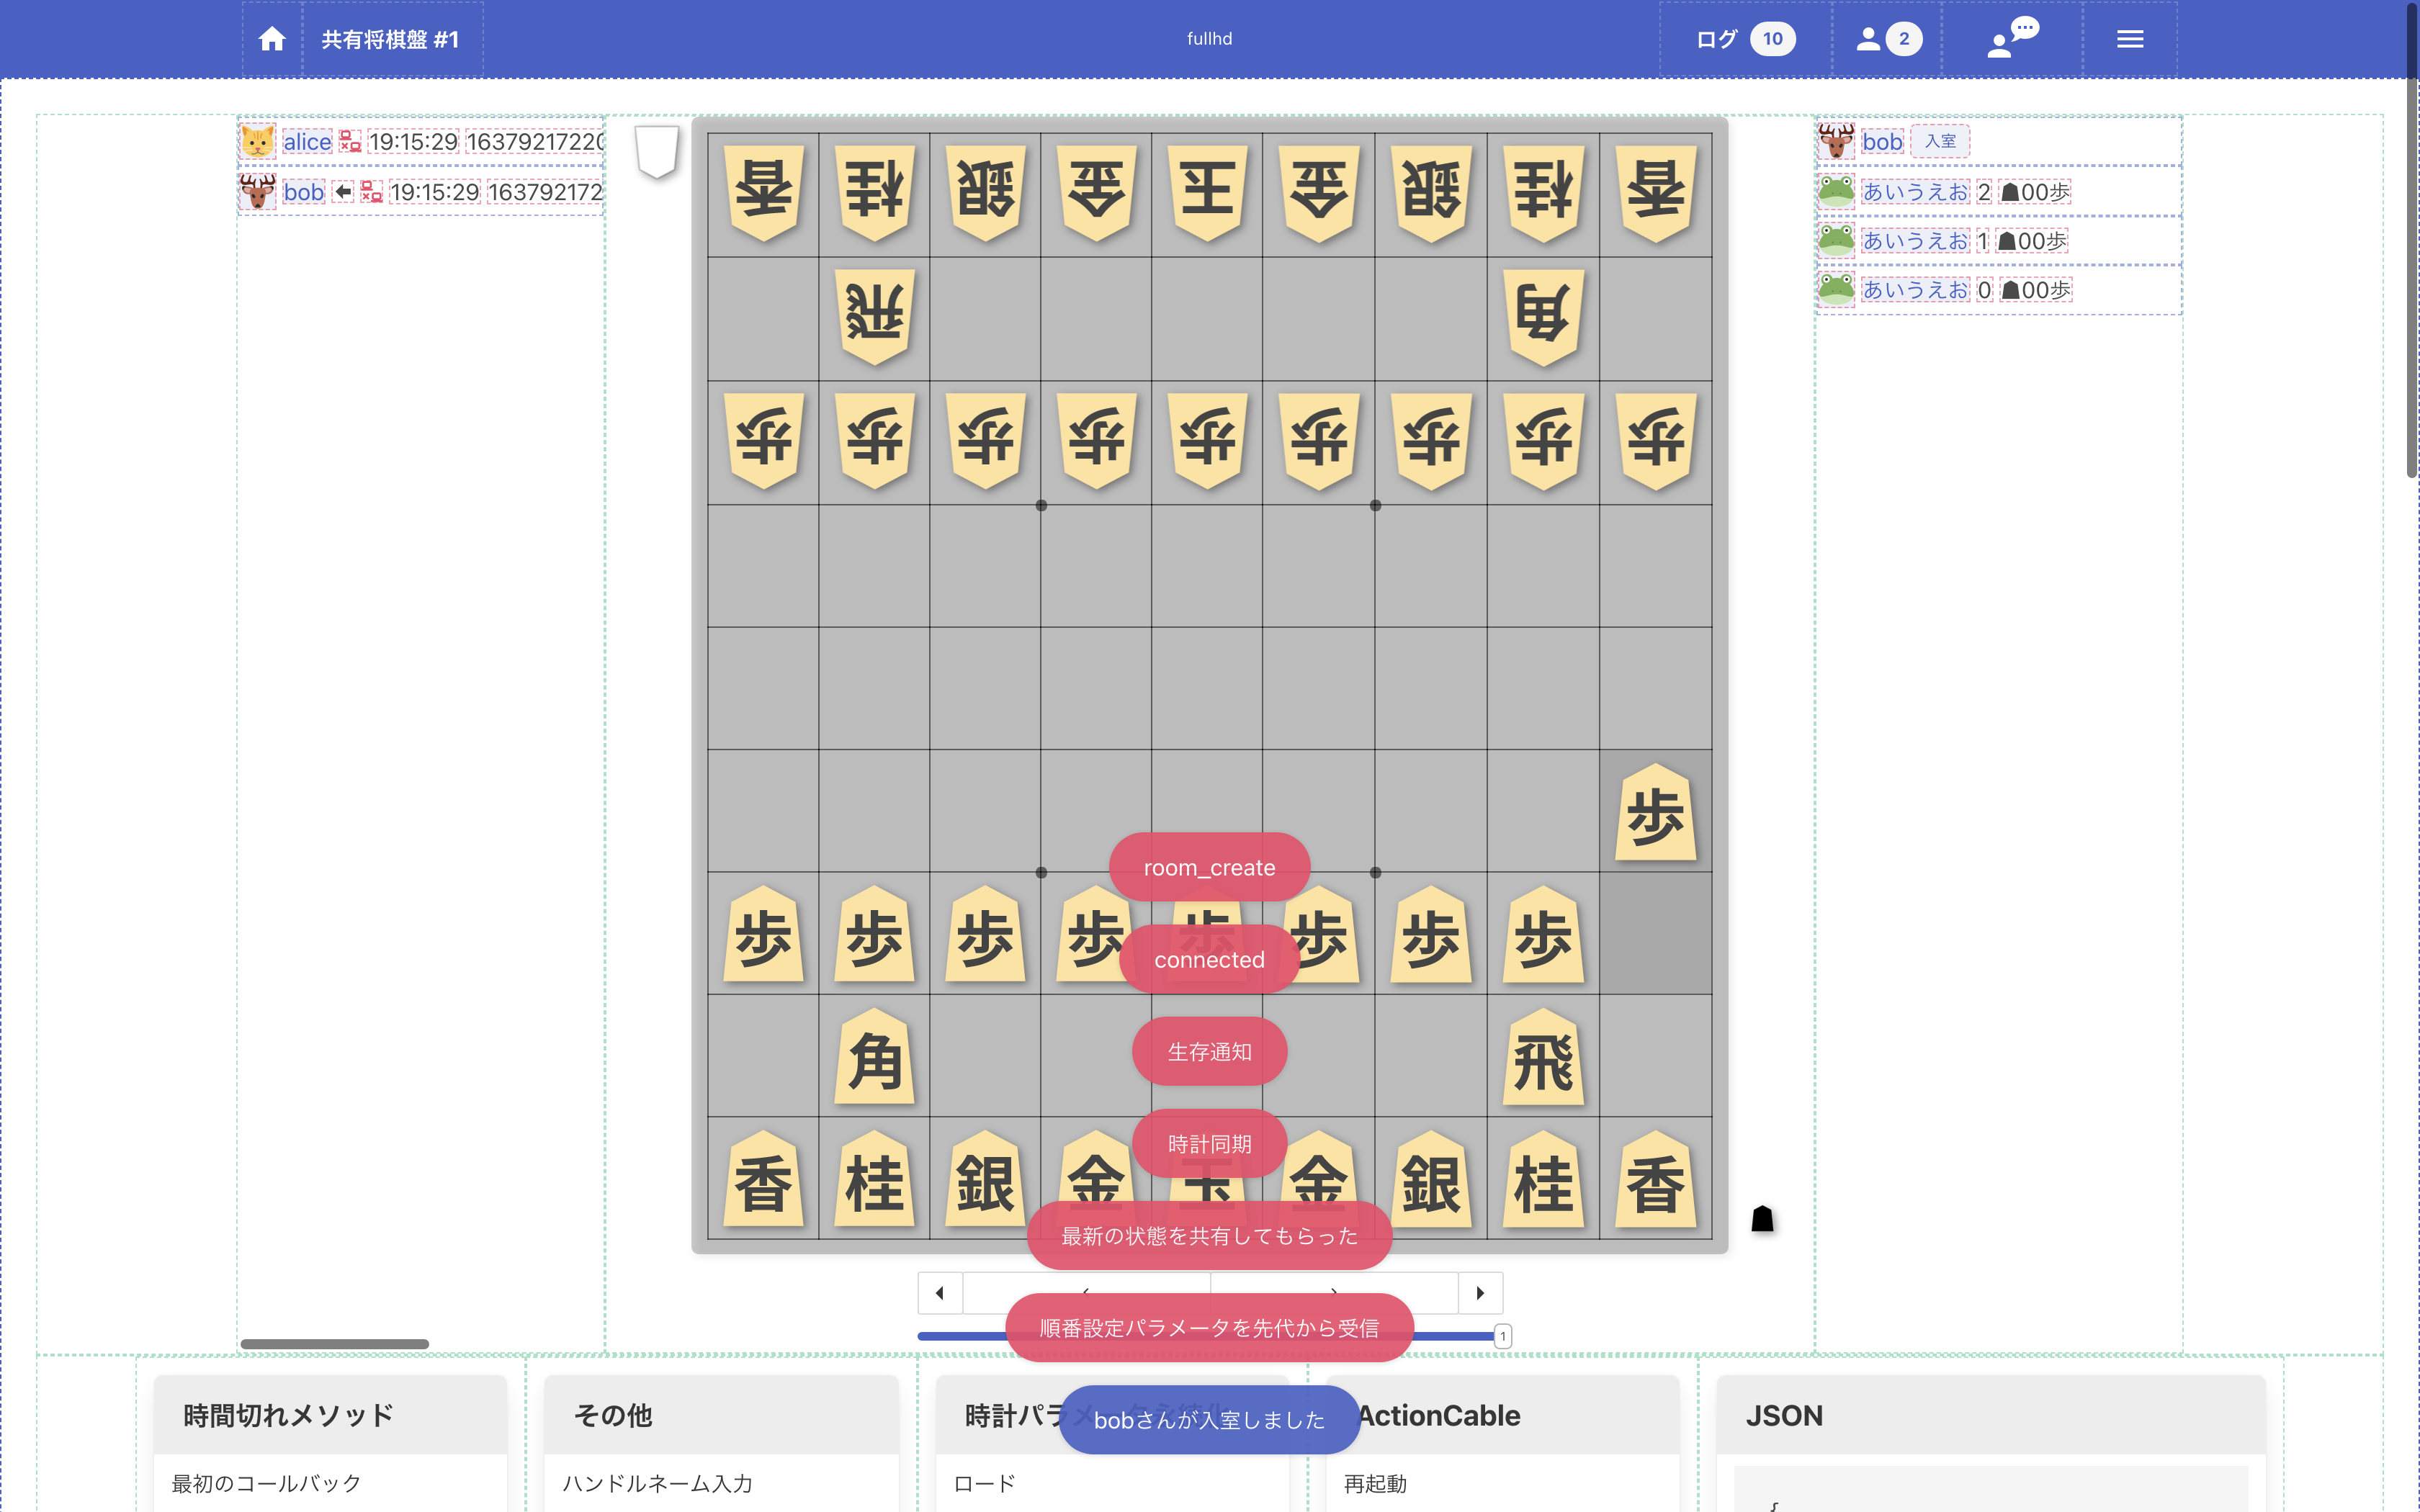 共有将棋盤 #1
fullhd
ログ 10
2
alice 19:15:29 16379217220
bob 19:15:29 163792172
bob 入室
あいうえお 2 ☗00歩
あいうえお 1 ☗00歩
あいうえお 0 ☗00歩
香 桂 銀 金 玉 金 銀 桂 香
飛 角
歩 歩 歩 歩 歩 歩 歩 歩 歩
歩
room_create
歩 歩 歩 歩 歩 歩 歩 歩
connected
角 飛
生存通知
時計同期
香 桂 銀 金 玉 金 銀 桂 香
最新の状態を共有してもらった
順番設定パラメータを先代から受信
1
bobさんが入室しました
時間切れメソッド
その他
時計パラメータ
ActionCable
JSON
最初のコールバック
ハンドルネーム入力
ロード
再起動
{